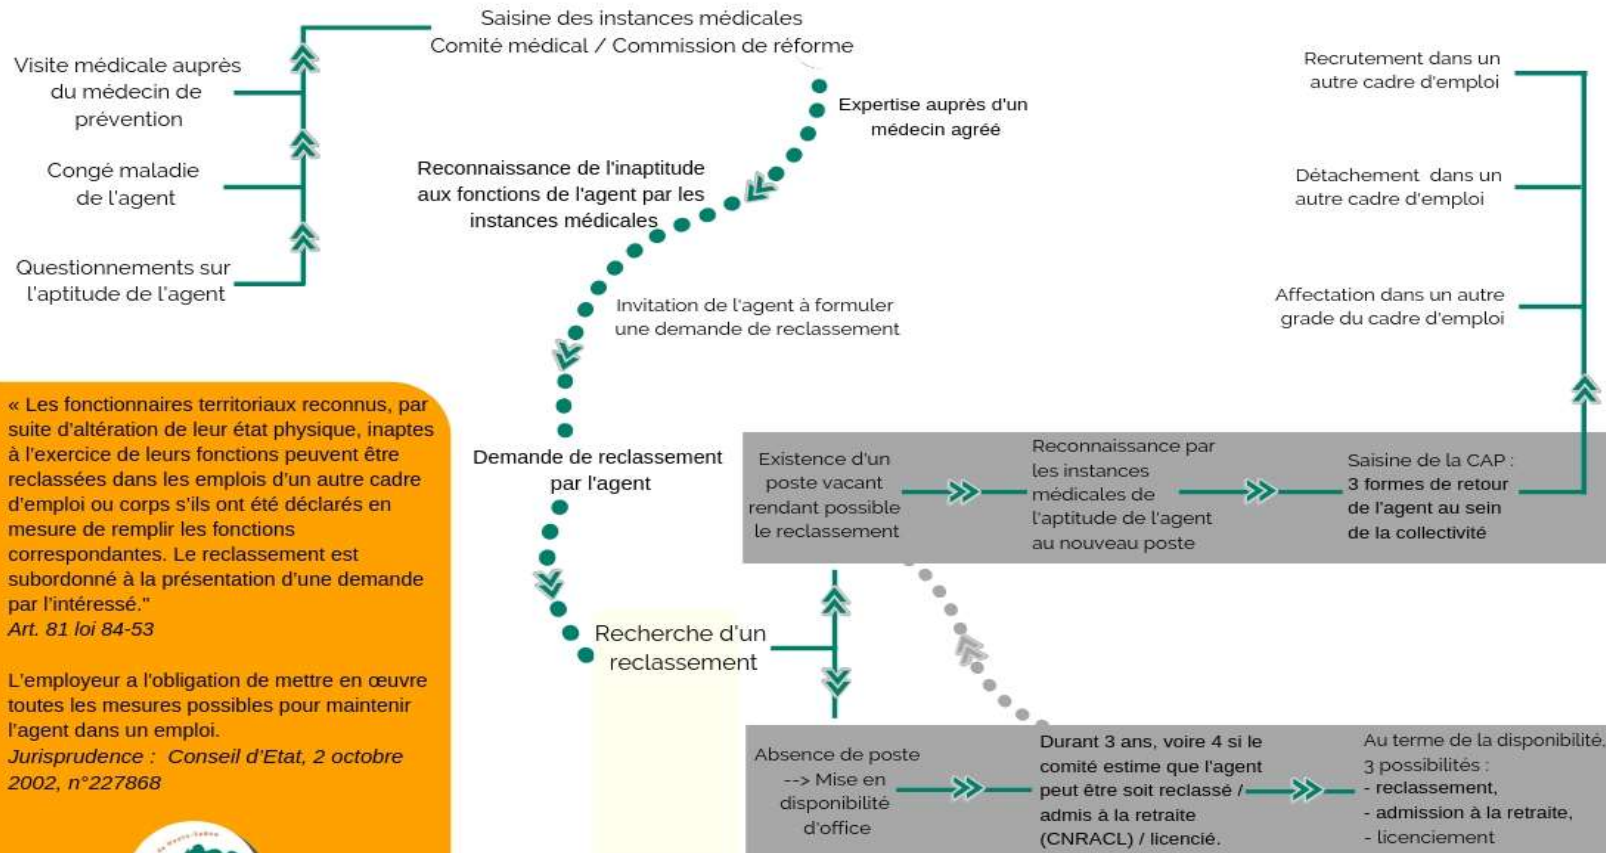 Saisine des instances médicales
Comité médical / Commission de réforme
Visite médicale auprès
du médecin de
prévention
Congé maladie
de l'agent
Questionnements sur
l'aptitude de l'agent
Expertise auprès d'un
médecin agréé
Reconnaissance de l'inaptitude
aux fonctions de l'agent par les
instances médicales
Invitation de l'agent à formuler
une demande de reclassement
Demande de reclassement
par l'agent
Recherche d'un
reclassement
Recrutement dans un
autre cadre d'emploi
Détachement dans un
autre cadre d'emploi
Affectation dans un autre
grade du cadre d'emploi
Existence d'un
poste vacant
rendant possible
le reclassement
Reconnaissance par
les instances
médicales de
l'aptitude de l'agent
au nouveau poste
Saisine de la CAP :
3 formes de retour
de l'agent au sein
de la collectivité
Absence de poste
--> Mise en
disponibilité
d'office
Durant 3 ans, voire 4 si le
comité estime que l'agent
peut être soit reclassé /
admis à la retraite
(CNRACL) / licencié.
Au terme de la disponibilité,
3 possibilités :
- reclassement,
- admission à la retraite,
- licenciement
« Les fonctionnaires territoriaux reconnus, par
suite d'altération de leur état physique, inaptes
à l'exercice de leurs fonctions peuvent être
reclassées dans les emplois d'un autre cadre
d'emploi ou corps s'ils ont été déclarés en
mesure de remplir les fonctions
correspondantes. Le reclassement est
subordonné à la présentation d'une demande
par l'intéressé."
Art. 81 loi 84-53
L'employeur a l'obligation de mettre en œuvre
toutes les mesures possibles pour maintenir
l'agent dans un emploi.
Jurisprudence : Conseil d'Etat, 2 octobre
2002, n°227868